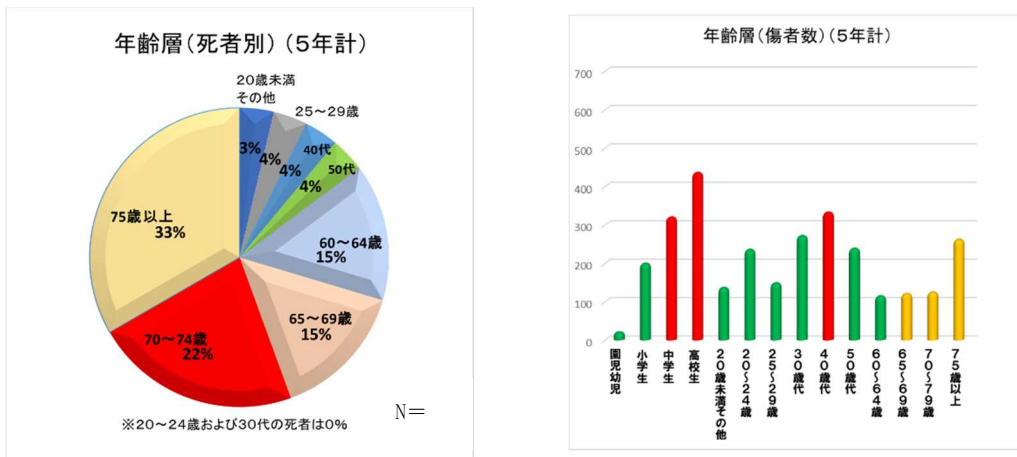 年齢層(死者別)(5年計)
20歳未満
その他
25～29歳
3%
4%
40代
4%
50代
4%
60～64歳
15%
65～69歳
15%
70～74歳
22%
75歳以上
33%
※20～24歳および30代の死者は0%
N=
年齢層(傷者数)(5年計)
700
600
500
400
300
200
100
0
園児幼児
小学生
中学生
高校生
20歳未満その他
20～24歳
25～29歳
30歳代
40歳代
50歳代
60～64歳
65～69歳
70～79歳
75歳以上